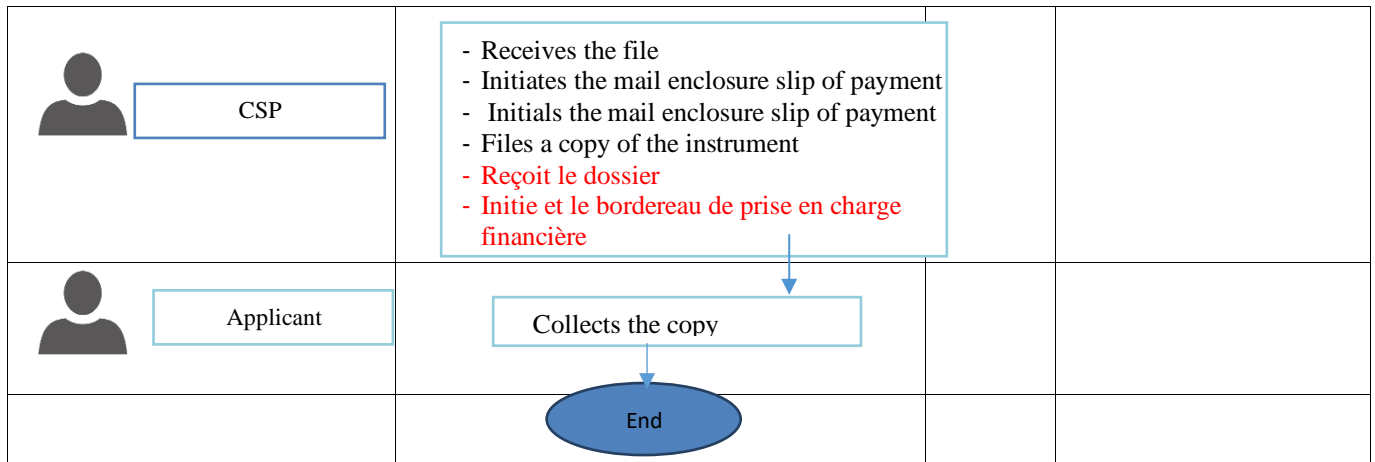 CSP
- Receives the file
- Initiates the mail enclosure slip of payment
- Initials the mail enclosure slip of payment
- Files a copy of the instrument
- Reçoit le dossier
- Initie et le bordereau de prise en charge
financière
Applicant
Collects the copy
End